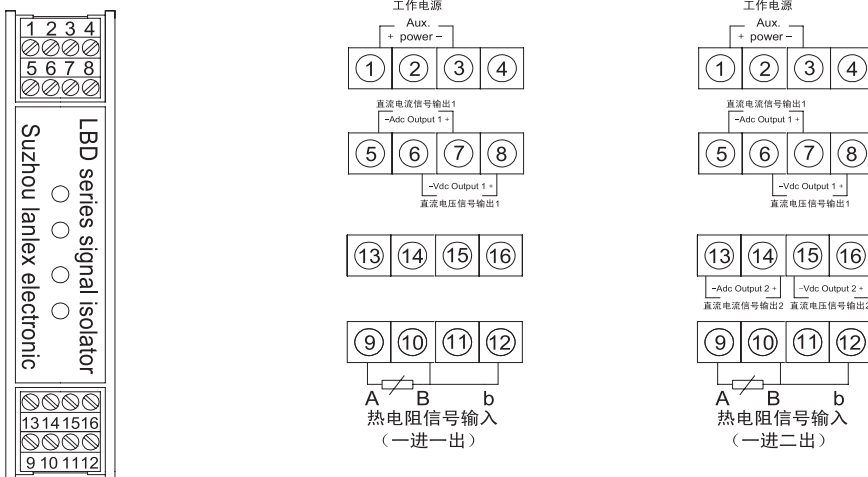 1 2 3 4
5 6 7 8
LBD series signal isolator
Suzhou lanlex electronic
13141516
9 10 1112
工作电源
Aux.
+ power −
① ② ③ ④
直流电流信号输出1
−Adc Output 1 +
⑤ ⑥ ⑦ ⑧
−Vdc Output 1 +
直流电压信号输出1
⑬ ⑭ ⑮ ⑯
⑨ ⑩ ⑪ ⑫
A B b
热电阻信号输入
（一进一出）
工作电源
Aux.
+ power −
① ② ③ ④
直流电流信号输出1
−Adc Output 1 +
⑤ ⑥ ⑦ ⑧
−Vdc Output 1 +
直流电压信号输出1
⑬ ⑭ ⑮ ⑯
−Adc Output 2 + −Vdc Output 2 +
直流电流信号输出2 直流电压信号输出2
⑨ ⑩ ⑪ ⑫
A B b
热电阻信号输入
（一进二出）